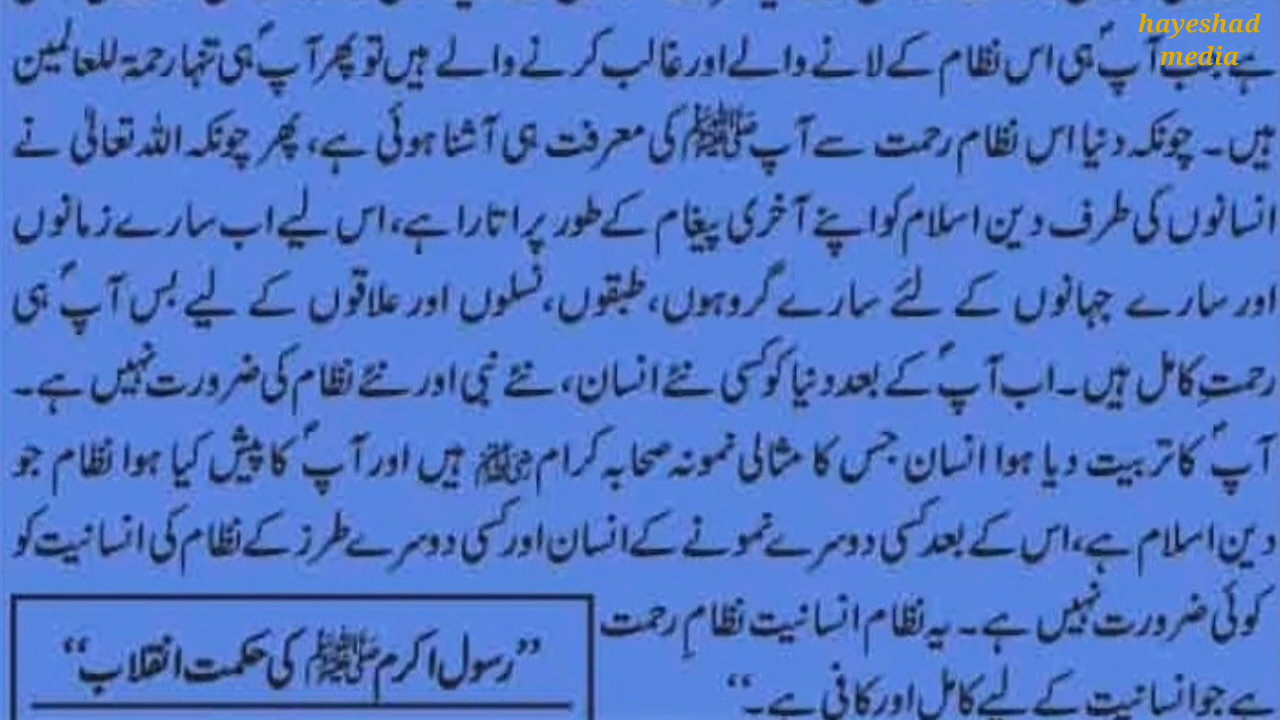 hayeshad
media
ہے جب آپؐ ہی اس نظام کے لانے والے اور غالب کرنے والے ہیں تو پھر آپؐ ہی تنہا رحمۃ للعالمین
ہیں۔ چونکہ دنیا اس نظام رحمت سے آپ ﷺ کی معرفت ہی آشنا ہوئی ہے، پھر چونکہ اللہ تعالٰی نے
انسانوں کی طرف دین اسلام کو اپنے آخری پیغام کے طور پر اتارا ہے، اس لیے اب سارے زمانوں
اور سارے جہانوں کے لئے سارے گروہوں، طبقوں، نسلوں اور علاقوں کے لیے بس آپؐ ہی
رحمتِ کامل ہیں۔ اب آپؐ کے بعد دنیا کو کسی نئے انسان، نئے نبی اور نئے نظام کی ضرورت نہیں ہے۔
آپؐ کا تربیت دیا ہوا انسان جس کا مثالی نمونہ صحابہ کرام ہیں اور آپؐ کا پیش کیا ہوا نظام جو
دین اسلام ہے، اس کے بعد کسی دوسرے نمونے کے انسان اور کسی دوسرے طرز کے نظام کی انسانیت کو
کوئی ضرورت نہیں ہے۔ یہ نظام انسانیت نظامِ رحمت
ہے جو انسانیت کے لیے کامل اور کافی ہے۔“
”رسول اکرم ﷺ کی حکمت انقلاب“